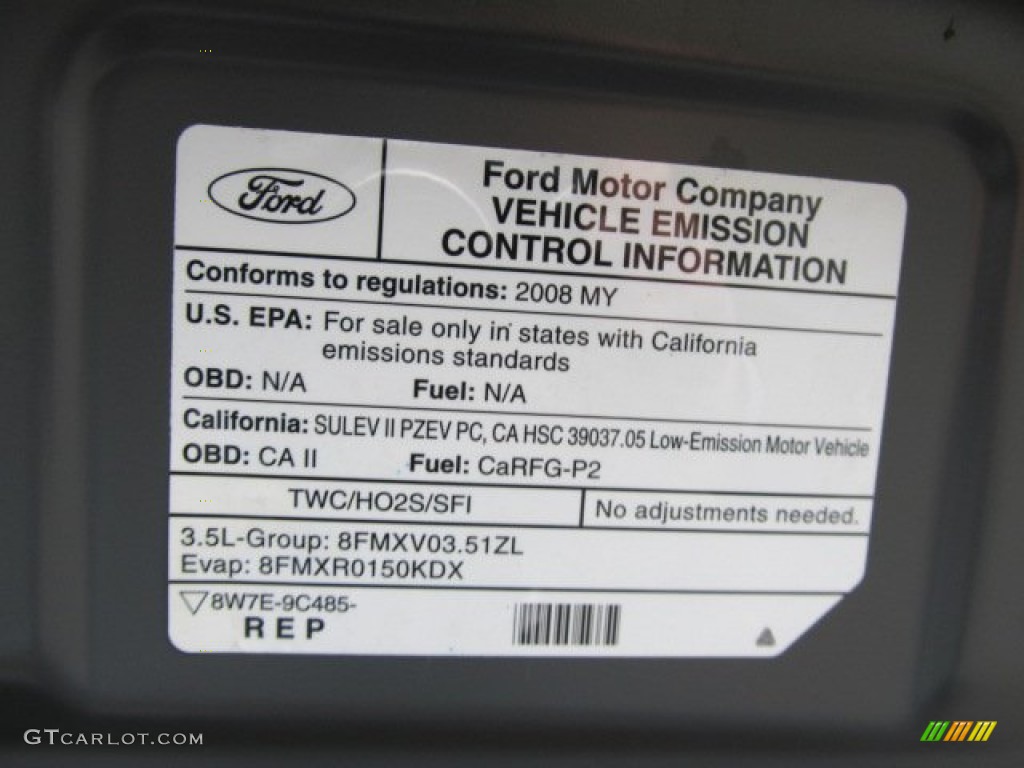 Ford
Ford Motor Company
VEHICLE EMISSION
CONTROL INFORMATION
Conforms to regulations: 2008 MY
U.S. EPA: For sale only in states with California
emissions standards
OBD: N/A Fuel: N/A
California: SULEV II PZEV PC, CA HSC 39037.05 Low-Emission Motor Vehicle
OBD: CA II Fuel: CaRFG-P2
TWC/HO2S/SFI No adjustments needed.
3.5L-Group: 8FMXV03.51ZL
Evap: 8FMXR0150KDX
8W7E-9C485-
REP
GTCARLOT.COM